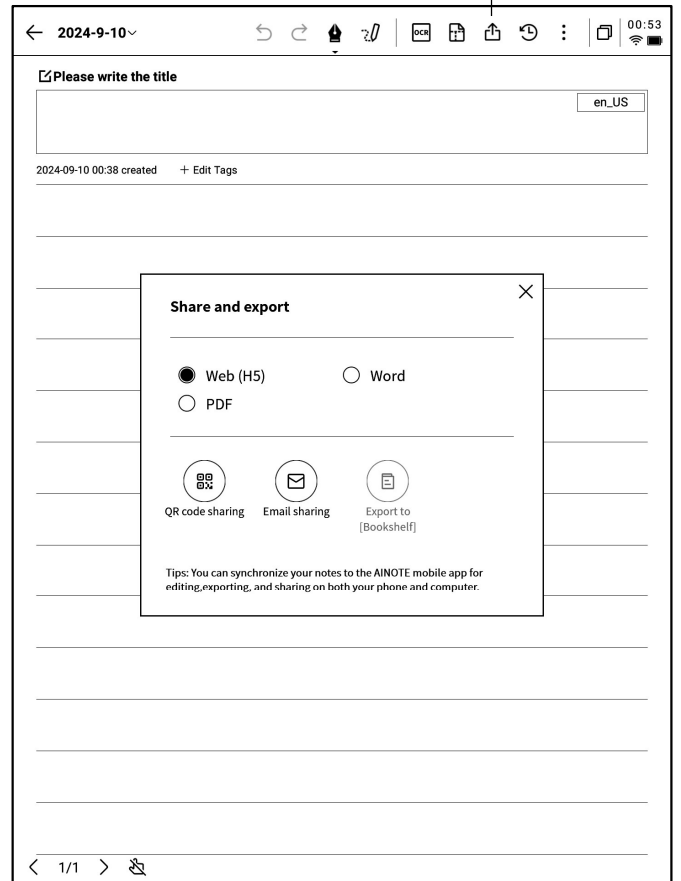 2024-9-10
OCR
00:53
Please write the title
en_US
2024-09-10 00:38 created + Edit Tags
Share and export
Web (H5) Word
PDF
QR code sharing Email sharing Export to
[Bookshelf]
Tips: You can synchronize your notes to the AINOTE mobile app for
editing,exporting, and sharing on both your phone and computer.
1/1